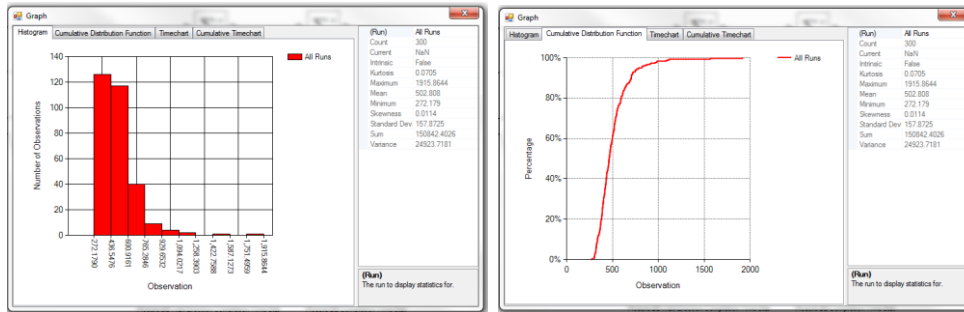 Graph
Histogram Cumulative Distribution Function Timechart Cumulative Timechart
All Runs
Number of Observations
140
120
100
80
60
40
20
0
272.1790
436.5476
600.9161
765.2846
929.6532
1,094.0217
1,258.3903
1,422.7588
1,587.1273
1,751.4959
1,915.8644
Observation
(Run) All Runs
Count 300
Current NaN
Intrinsic False
Kurtosis 0.0705
Maximum 1915.8644
Mean 502.808
Minimum 272.179
Skewness 0.0114
Standard Dev 157.8725
Sum 150842.4026
Variance 24923.7181
(Run)
The run to display statistics for.
Graph
Histogram Cumulative Distribution Function Timechart Cumulative Timechart
All Runs
Percentage
100%
80%
60%
40%
20%
0%
0 500 1000 1500 2000
Observation
(Run) All Runs
Count 300
Current NaN
Intrinsic False
Kurtosis 0.0705
Maximum 1915.8644
Mean 502.808
Minimum 272.179
Skewness 0.0114
Standard Dev 157.8725
Sum 150842.4026
Variance 24923.7181
(Run)
The run to display statistics for.